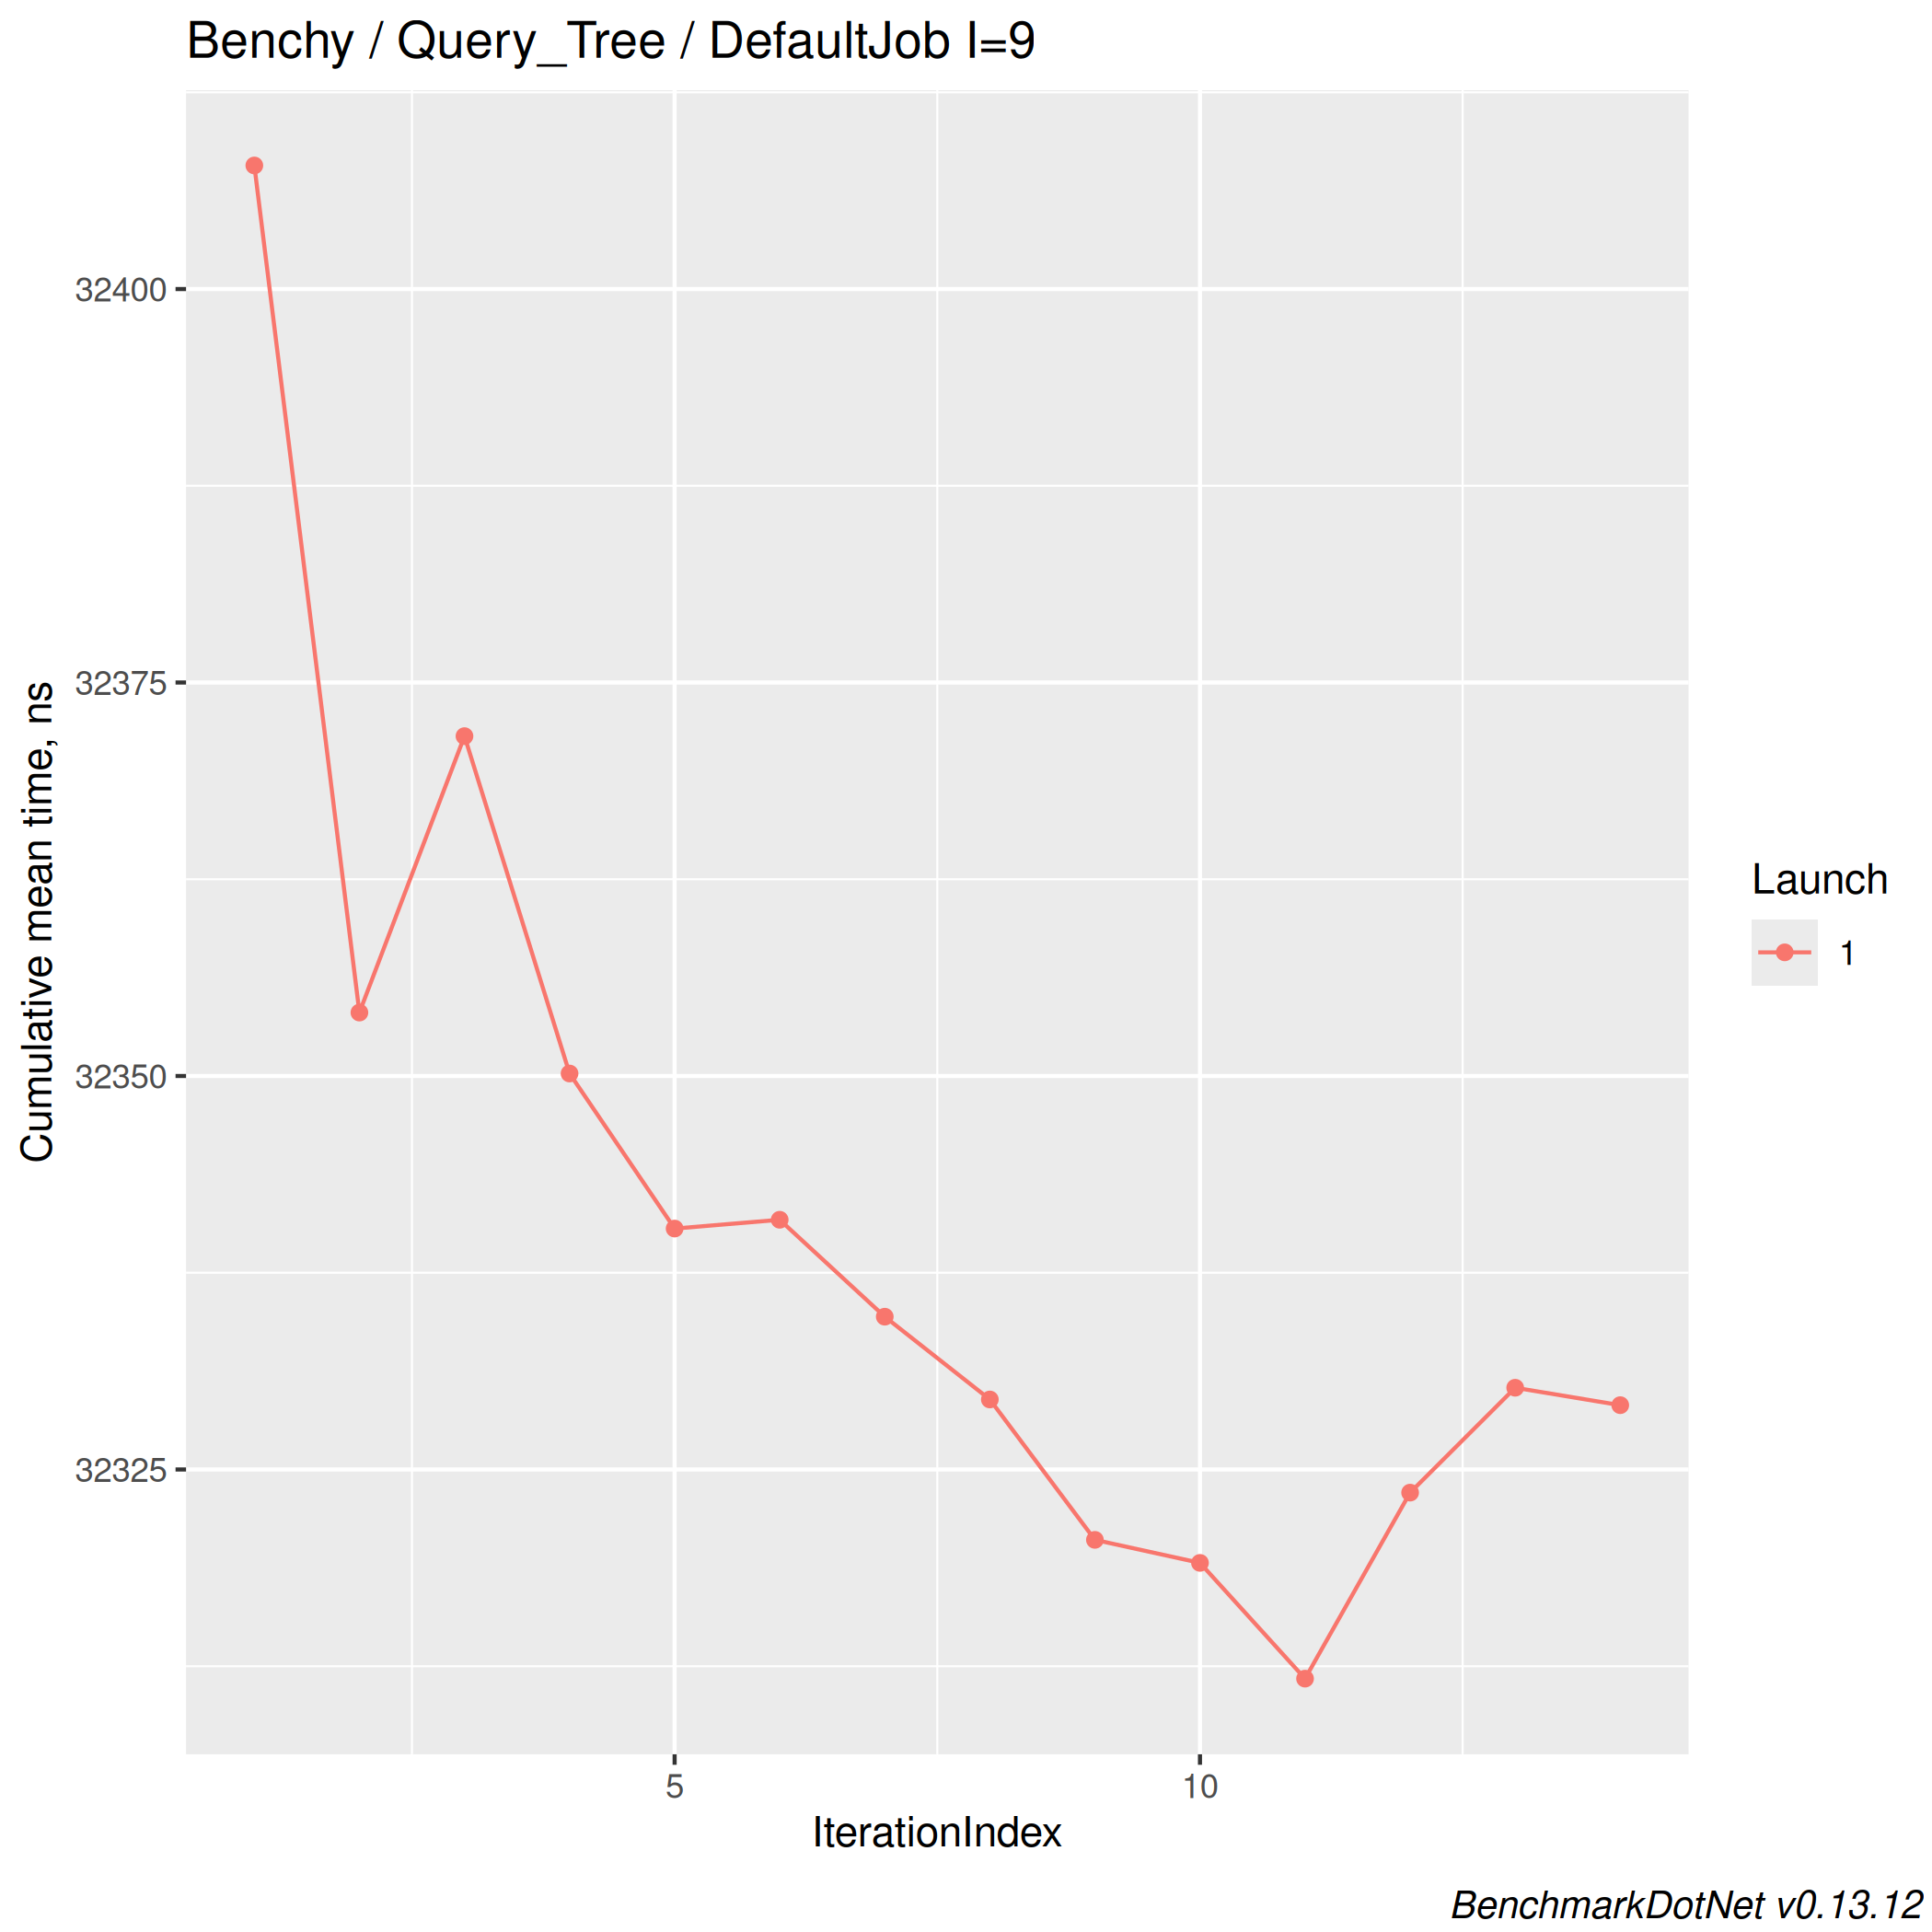 Benchy / Query_Tree / DefaultJob I=9
Cumulative mean time, ns
32400
32375
32350
32325
5
10
IterationIndex
Launch
1
BenchmarkDotNet v0.13.12